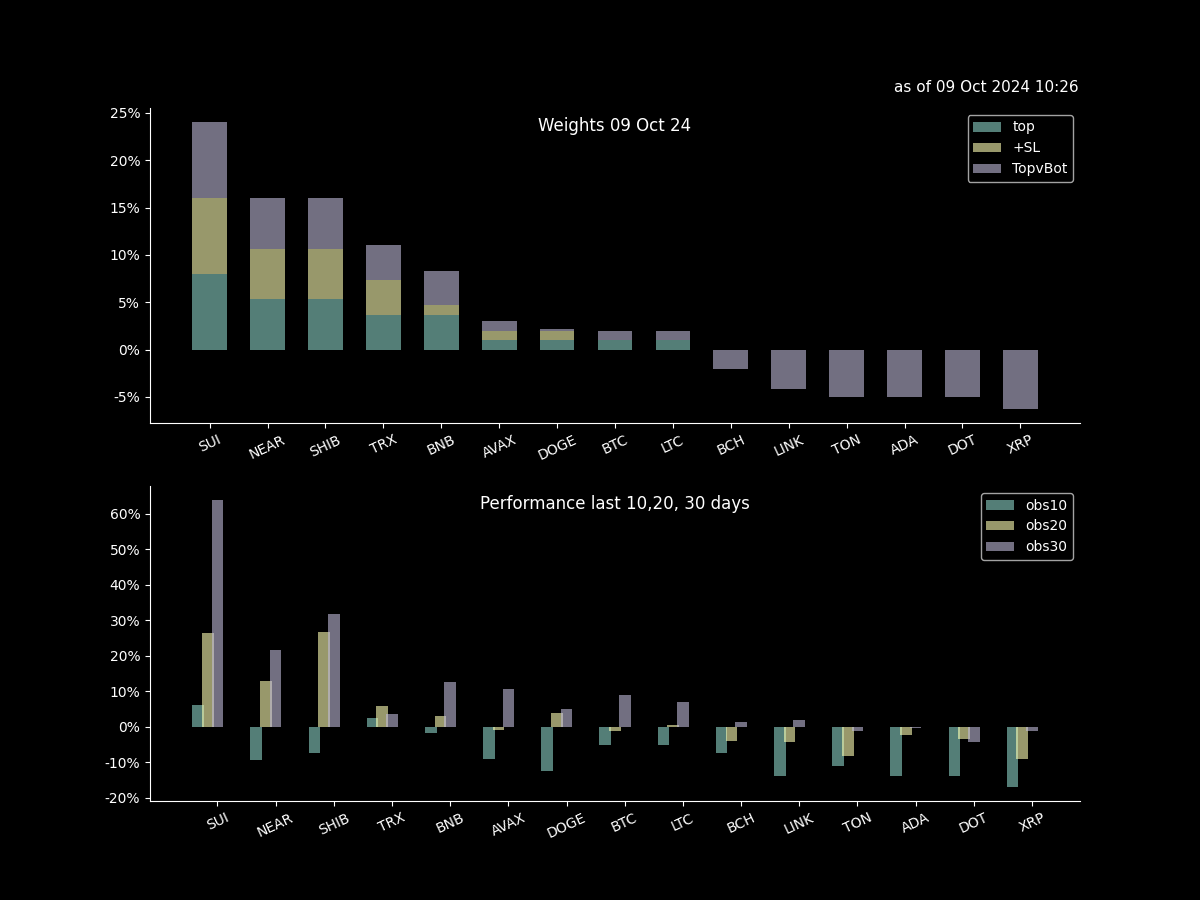 as of 09 Oct 2024 10:26
Weights 09 Oct 24
top
+SL
TopvBot
25%
20%
15%
10%
5%
0%
-5%
SUI NEAR SHIB TRX BNB AVAX DOGE BTC LTC BCH LINK TON ADA DOT XRP
Performance last 10,20, 30 days
obs10
obs20
obs30
60%
50%
40%
30%
20%
10%
0%
-10%
-20%
SUI NEAR SHIB TRX BNB AVAX DOGE BTC LTC BCH LINK TON ADA DOT XRP